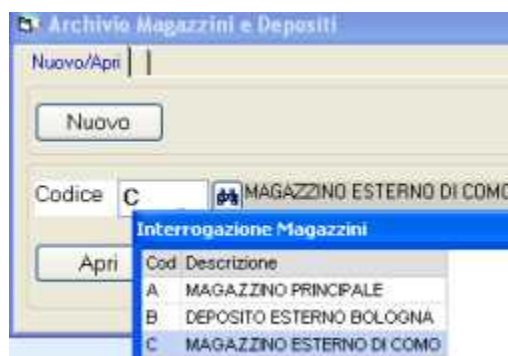 Archivio Magazzini e Depositi
Nuovo/Apri
Nuovo
Codice C MAGAZZINO ESTERNO DI COMO
Interrogazione Magazzini
Apri
Cod Descrizione
A MAGAZZINO PRINCIPALE
B DEPOSITO ESTERNO BOLOGNA
C MAGAZZINO ESTERNO DI COMO